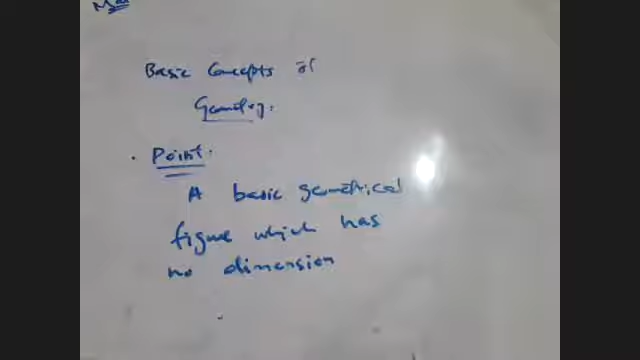 Basic Concepts of
Geometry.
. Point.
A basic geometrical
figure which has
no dimension